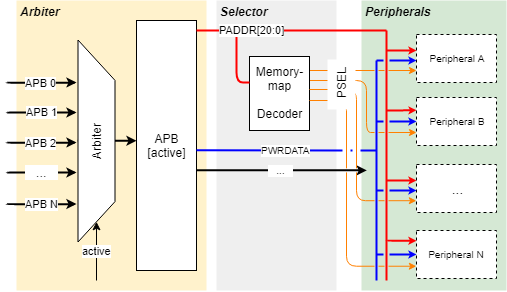 Arbiter
Selector
Peripherals
APB 0
APB 1
APB 2
...
APB N
Arbiter
active
APB
[active]
PADDR[20:0]
Memory-
map
Decoder
PSEL
PWRDATA
...
Peripheral A
Peripheral B
...
Peripheral N